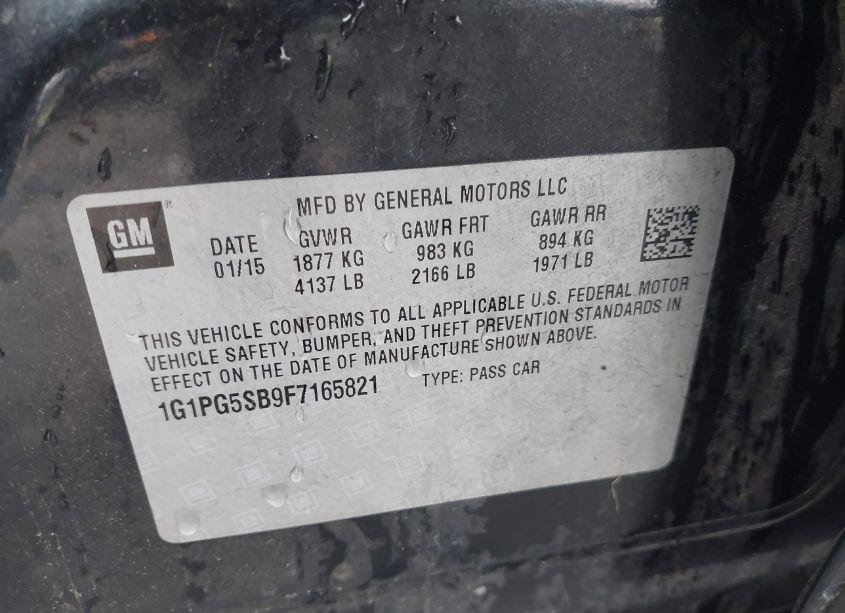 MFD BY GENERAL MOTORS LLC
GM®
DATE GVWR GAWR FRT GAWR RR
01/15 1877 KG 983 KG 894 KG
4137 LB 2166 LB 1971 LB
THIS VEHICLE CONFORMS TO ALL APPLICABLE U.S. FEDERAL MOTOR
VEHICLE SAFETY, BUMPER, AND THEFT PREVENTION STANDARDS IN
EFFECT ON THE DATE OF MANUFACTURE SHOWN ABOVE.
1G1PG5SB9F7165821 TYPE: PASS CAR